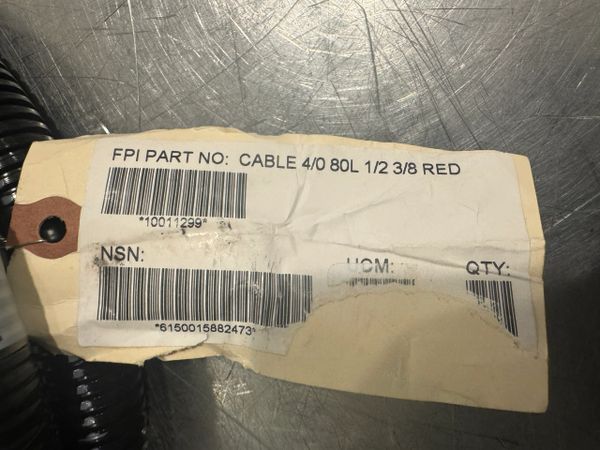 FPI PART NO: CABLE 4/0 80L 1/2 3/8 RED
*10011299*
NSN: UOM: QTY:
*6150015882473*